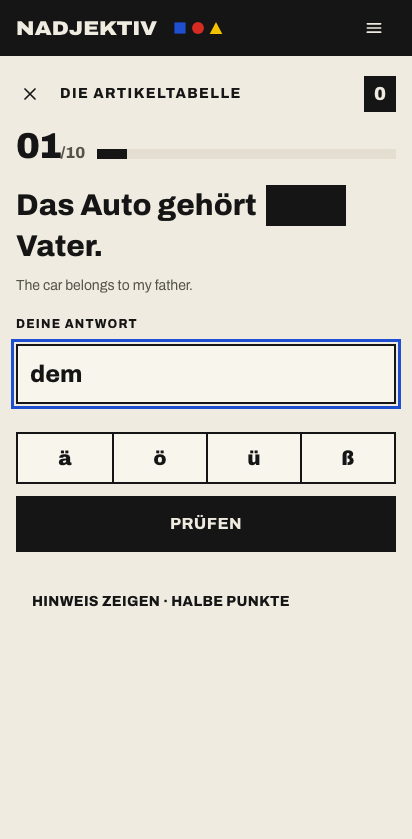 NADJEKTIV
DIE ARTIKELTABELLE
0
01/10
Das Auto gehört
Vater.
The car belongs to my father.
DEINE ANTWORT
dem
ä ö ü ß
PRÜFEN
HINWEIS ZEIGEN · HALBE PUNKTE